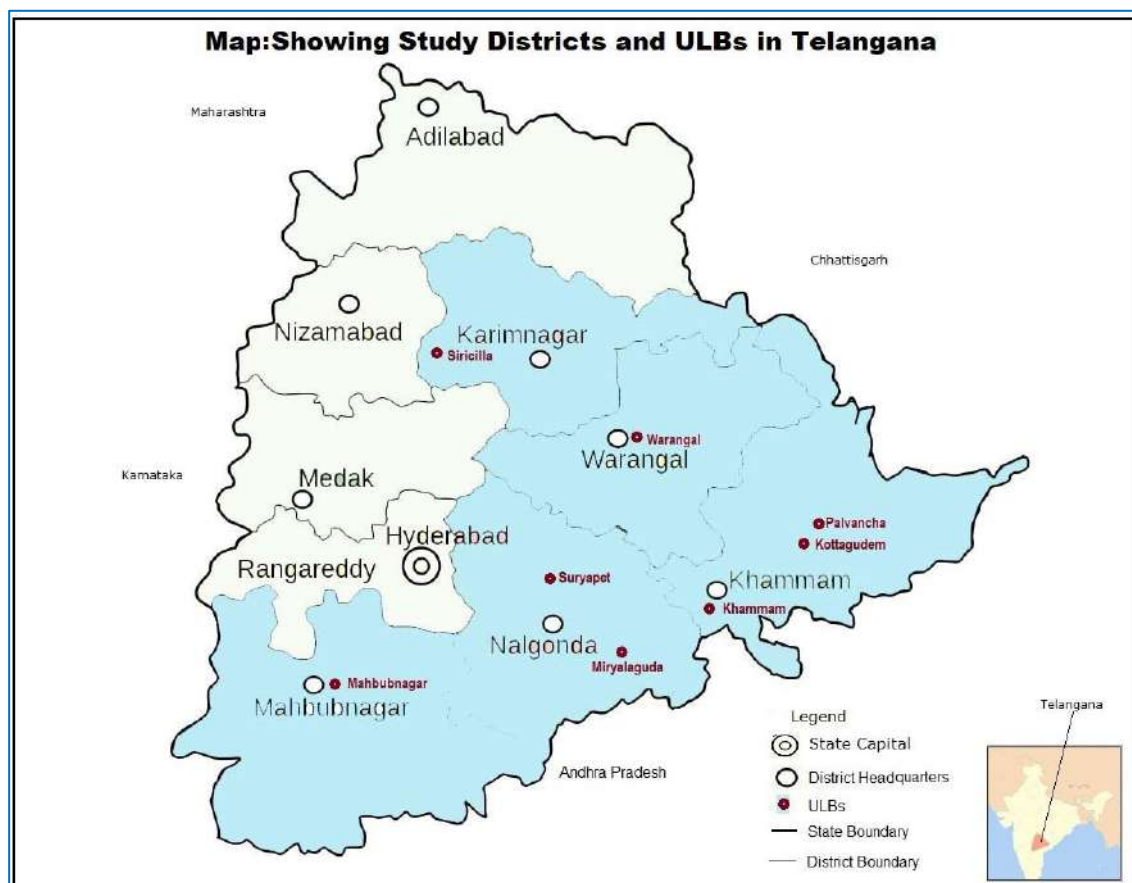 Map:Showing Study Districts and ULBs in Telangana
Maharashtra
Adilabad
Chhattisgarh
Nizamabad
Karimnagar
Siricilla
Warangal
Warangal
Karnataka
Medak
Palvancha
Hyderabad
Kottagudem
Rangareddy
Suryapet
Khammam
Khammam
Nalgonda
Miryalaguda
Mahbubnagar
Mahbubnagar
Andhra Pradesh
Telangana
Legend
State Capital
District Headquarters
ULBs
State Boundary
District Boundary